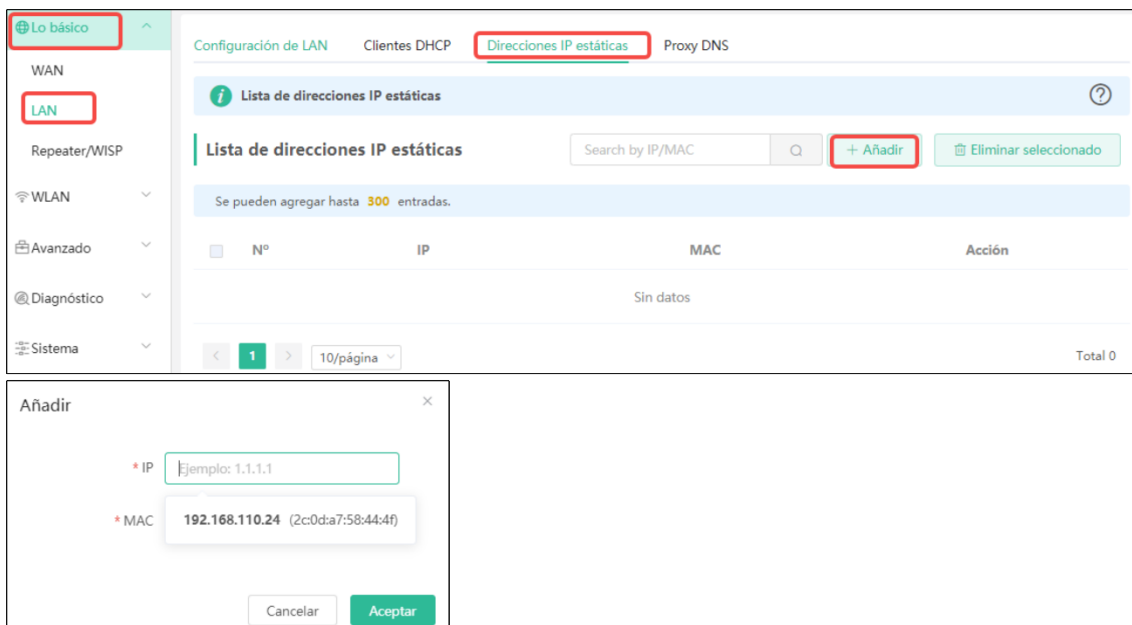 Lo básico
WAN
LAN
Repeater/WISP
WLAN
Avanzado
Diagnóstico
Sistema
Configuración de LAN Clientes DHCP Direcciones IP estáticas Proxy DNS
i Lista de direcciones IP estáticas ?
Lista de direcciones IP estáticas Search by IP/MAC + Añadir Eliminar seleccionado
Se pueden agregar hasta 300 entradas.
Nº IP MAC Acción
Sin datos
< 1 > 10/página Total 0
Añadir ×
* IP Ejemplo: 1.1.1.1
* MAC 192.168.110.24 (2c:0d:a7:58:44:4f)
Cancelar Aceptar